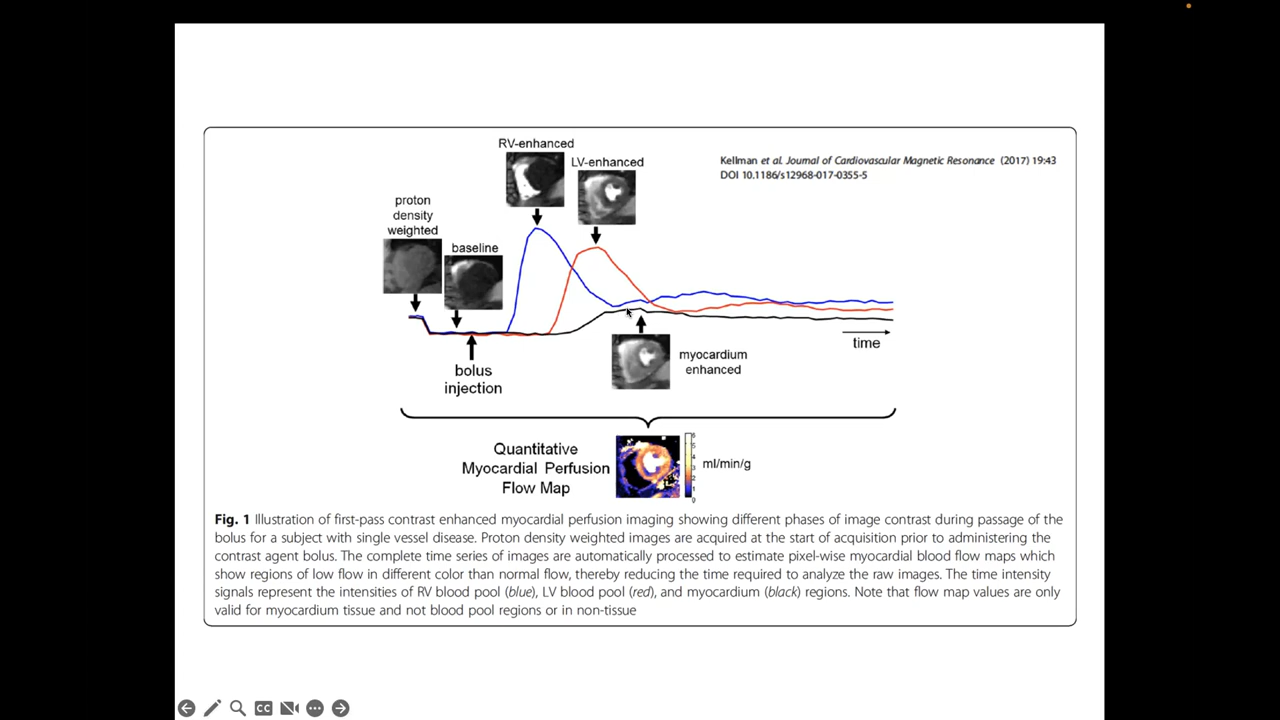 RV-enhanced
LV-enhanced
Kellman et al. Journal of Cardiovascular Magnetic Resonance (2017) 19:43
DOI 10.1186/s12968-017-0355-5
proton
density
weighted
baseline
time
bolus
injection
myocardium
enhanced
Quantitative
Myocardial Perfusion
Flow Map
6
5
4
3
2
1
0
ml/min/g
Fig. 1 Illustration of first-pass contrast enhanced myocardial perfusion imaging showing different phases of image contrast during passage of the
bolus for a subject with single vessel disease. Proton density weighted images are acquired at the start of acquisition prior to administering the
contrast agent bolus. The complete time series of images are automatically processed to estimate pixel-wise myocardial blood flow maps which
show regions of low flow in different color than normal flow, thereby reducing the time required to analyze the raw images. The time intensity
signals represent the intensities of RV blood pool (blue), LV blood pool (red), and myocardium (black) regions. Note that flow map values are only
valid for myocardium tissue and not blood pool regions or in non-tissue
CC